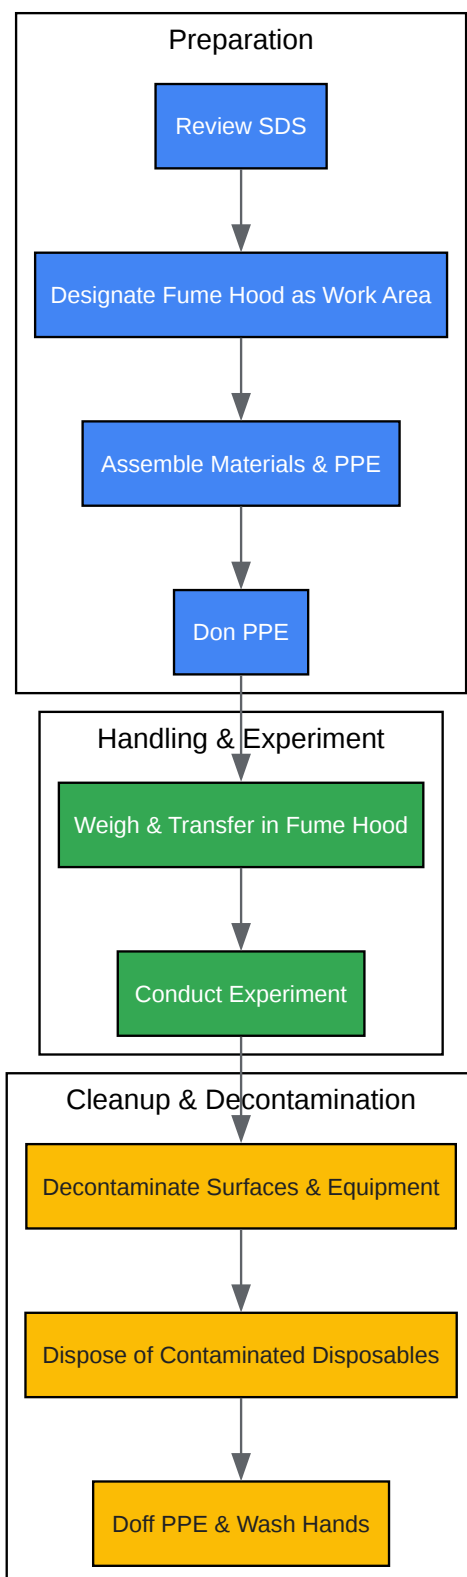 Preparation
Review SDS
Designate Fume Hood as Work Area
Assemble Materials & PPE
Don PPE
Handling & Experiment
Weigh & Transfer in Fume Hood
Conduct Experiment
Cleanup & Decontamination
Decontaminate Surfaces & Equipment
Dispose of Contaminated Disposables
Doff PPE & Wash Hands